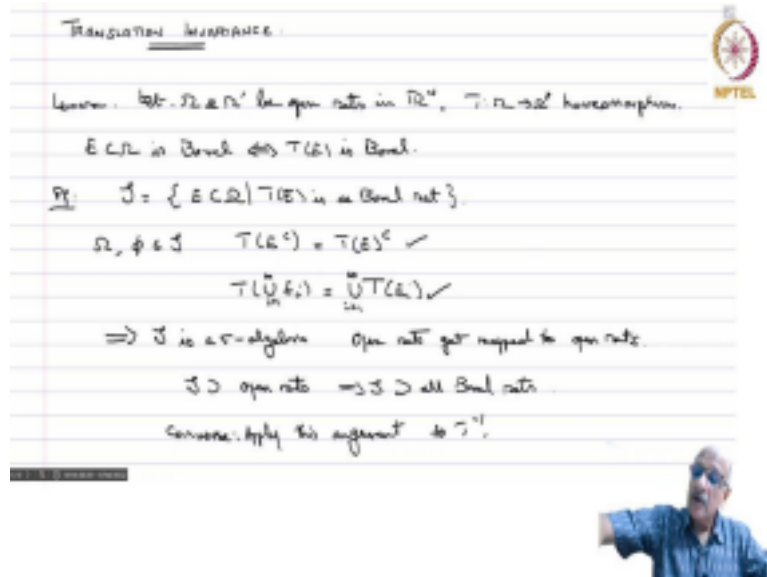 TRANSLATION INVARIANCE.
NPTEL
Lemma. Let Ω & Ω' be open sets in ℝᴺ, T: Ω → Ω' homeomorphism.
E ⊂ Ω is Borel ⇔ T(E) is Borel.
Pf: 𝒮 = { E ⊂ Ω | T(E) is a Borel set }.
Ω, φ ∈ 𝒮 T(Eᶜ) = T(E)ᶜ ✓
T(∪ Eᵢ) = ∪ T(Eᵢ) ✓
⇒ 𝒮 is a σ-algebra Open sets get mapped to open sets.
𝒮 ⊃ open sets ⇒ 𝒮 ⊃ all Borel sets
Converse: Apply this argument to T⁻¹.